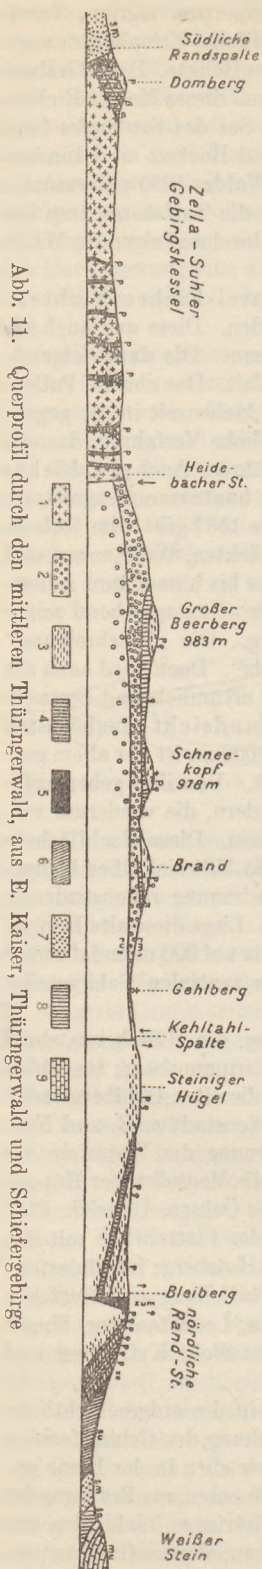 Südliche
Randspalte
Domberg
Zella Suhler
Gebirgskessel
Heide-
bacher St.
Großer
Beerberg
983 m
Schnee-
kopf
978 m
Brand
Gehlberg
Kehltahl-
Spalte
Steiniger
Hügel
Bleiberg
nördliche
Rand-St.
Weißer
Stein
1 2 3 4 5 6 7 8 9
Abb. 11. Querprofil durch den mittleren Thüringerwald, aus E. Kaiser, Thüringerwald und Schiefergebirge